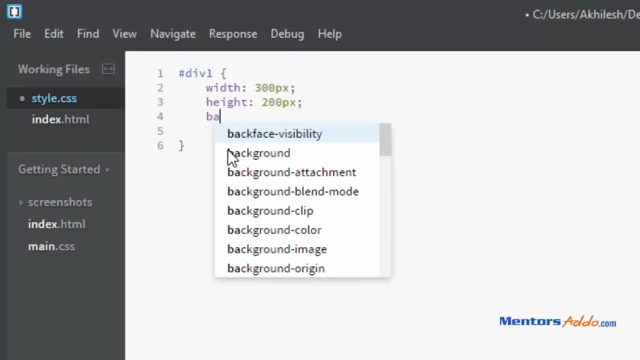 • C:/Users/Akhilesh/De
File Edit Find View Navigate Response Debug Help
Working Files
• style.css
index.html
Getting Started
screenshots
index.html
main.css
1 #div1 {
2 width: 300px;
3 height: 200px;
4 ba
5
6 }
backface-visibility
background
background-attachment
background-blend-mode
background-clip
background-color
background-image
background-origin
MentorsAdda.com